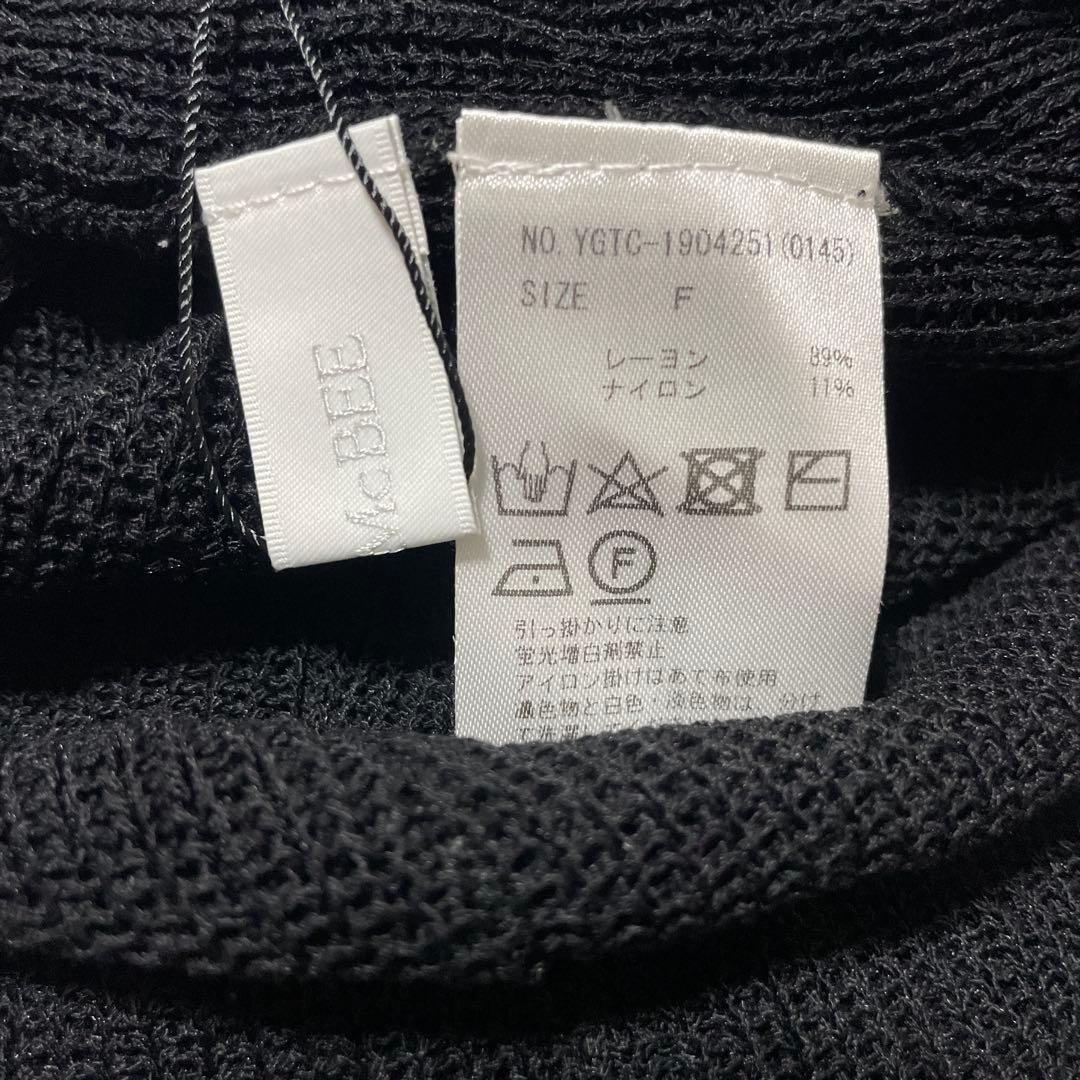 McBEE
NO. YGTC-1904251(0145)
SIZE F
レーヨン 89%
ナイロン 11%
F
引っ掛かりに注意
蛍光増白剤禁止
アイロン掛けはあて布使用
濃色物と白色・淡色物は、分け